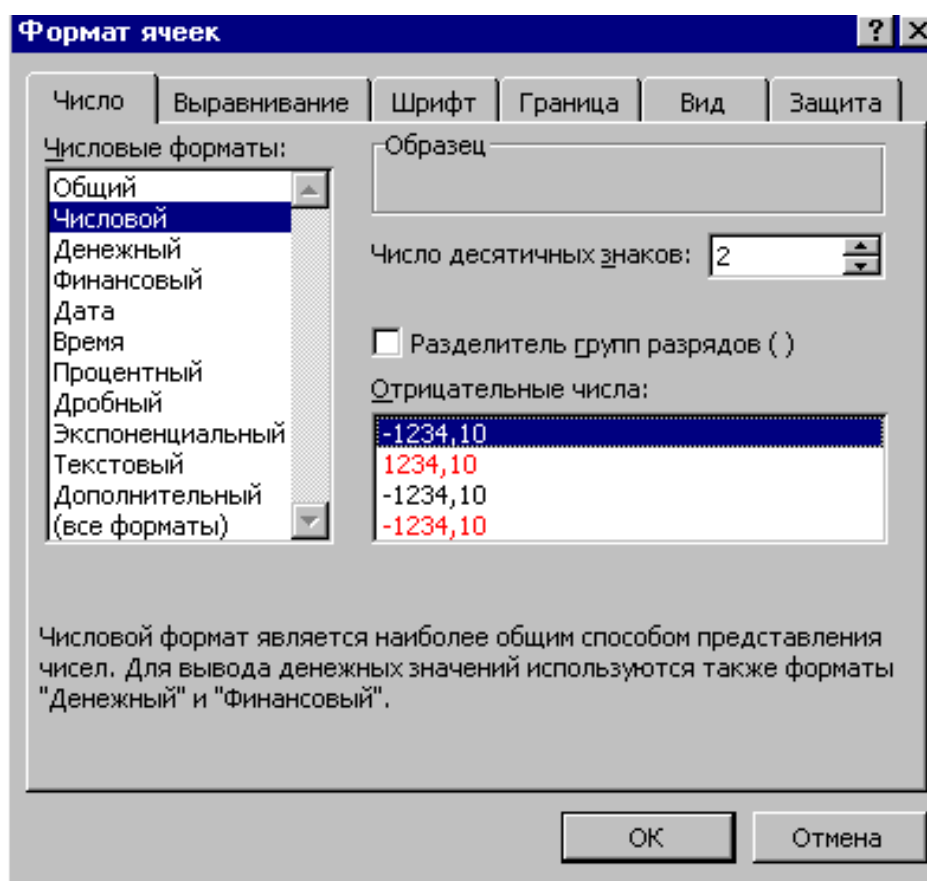 Формат ячеек
Число Выравнивание Шрифт Граница Вид Защита
Числовые форматы:
Общий
Числовой
Денежный
Финансовый
Дата
Время
Процентный
Дробный
Экспоненциальный
Текстовый
Дополнительный
(все форматы)
Образец
Число десятичных знаков: 2
Разделитель групп разрядов ( )
Отрицательные числа:
-1234,10
1234,10
-1234,10
-1234,10
Числовой формат является наиболее общим способом представления
чисел. Для вывода денежных значений используются также форматы
"Денежный" и "Финансовый".
ОК Отмена